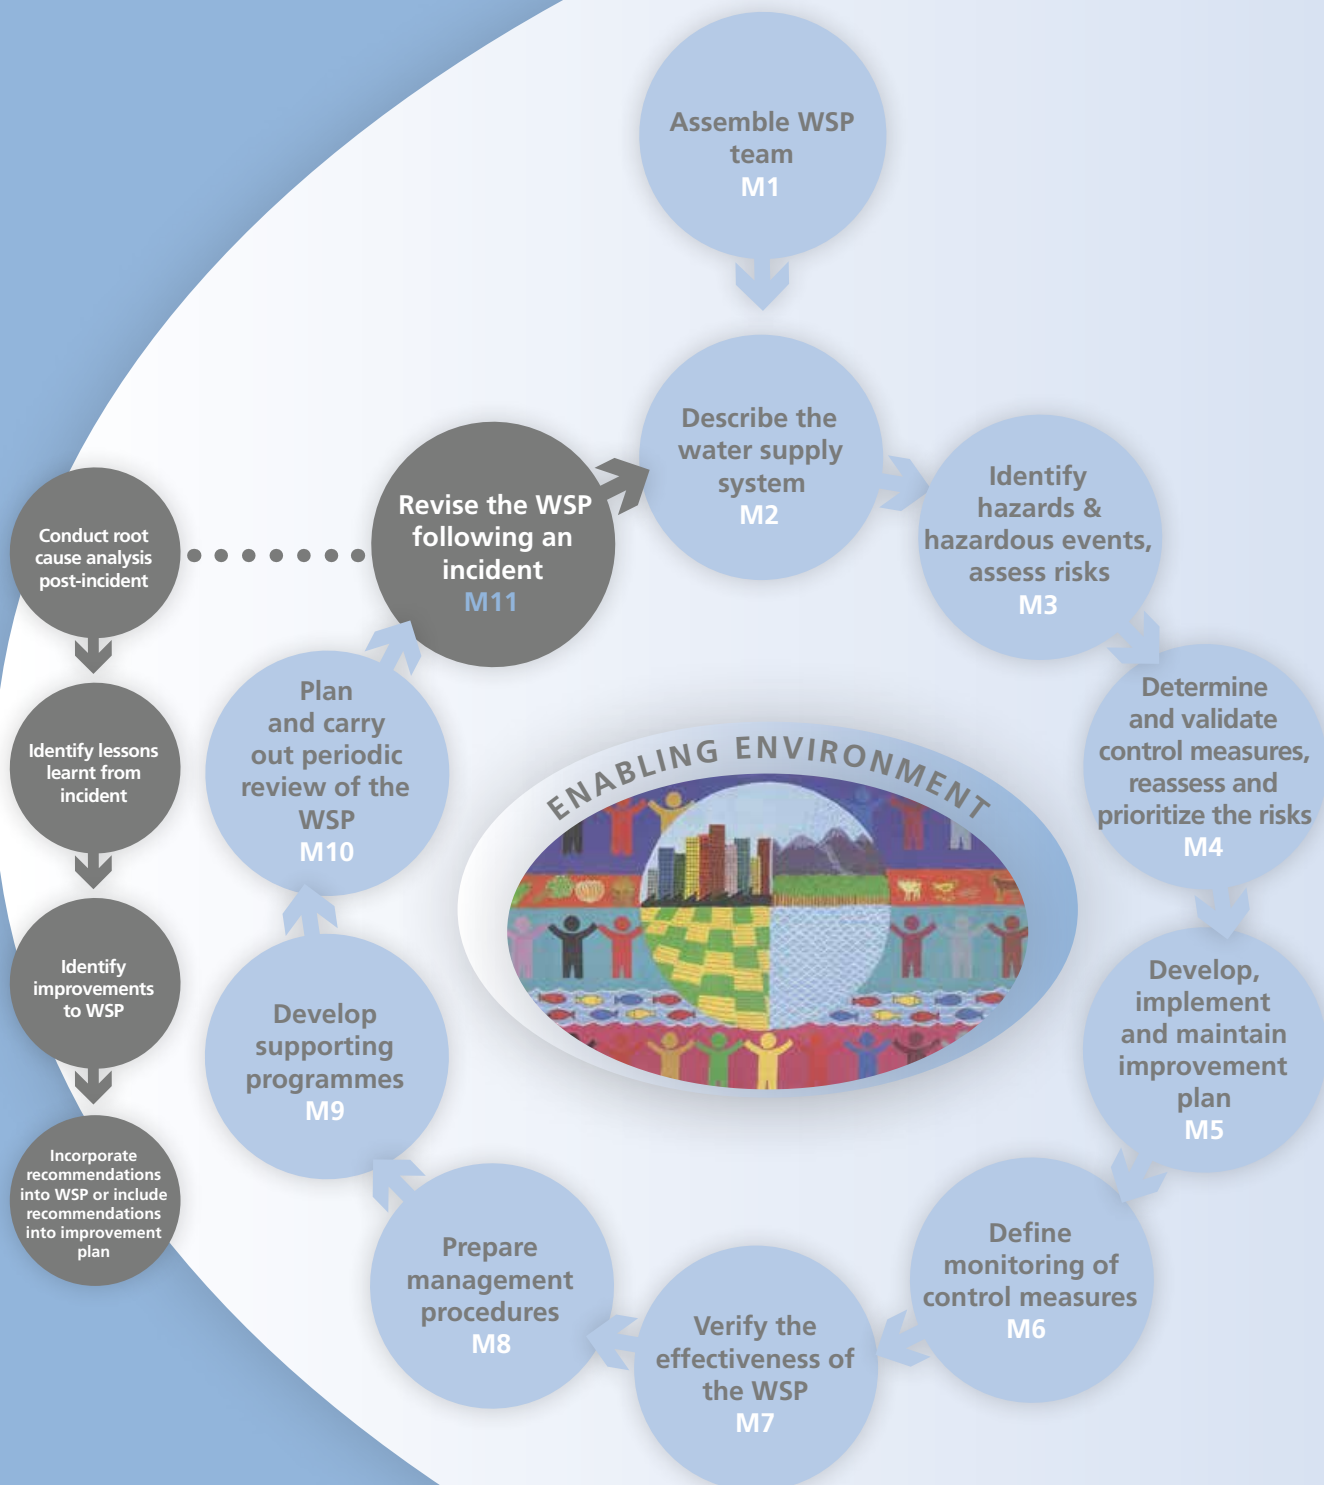 Assemble WSP
team
M1
Describe the
water supply
system
M2
Identify
hazards &
hazardous events,
assess risks
M3
Determine
and validate
control measures,
reassess and
prioritize the risks
M4
Develop,
implement
and maintain
improvement
plan
M5
Define
monitoring of
control measures
M6
Verify the
effectiveness of
the WSP
M7
Prepare
management
procedures
M8
Develop
supporting
programmes
M9
Plan
and carry
out periodic
review of the
WSP
M10
Revise the WSP
following an
incident
M11
Conduct root
cause analysis
post-incident
Identify lessons
learnt from
incident
Identify
improvements
to WSP
Incorporate
recommendations
into WSP or include
recommendations
into improvement
plan
ENABLING ENVIRONMENT